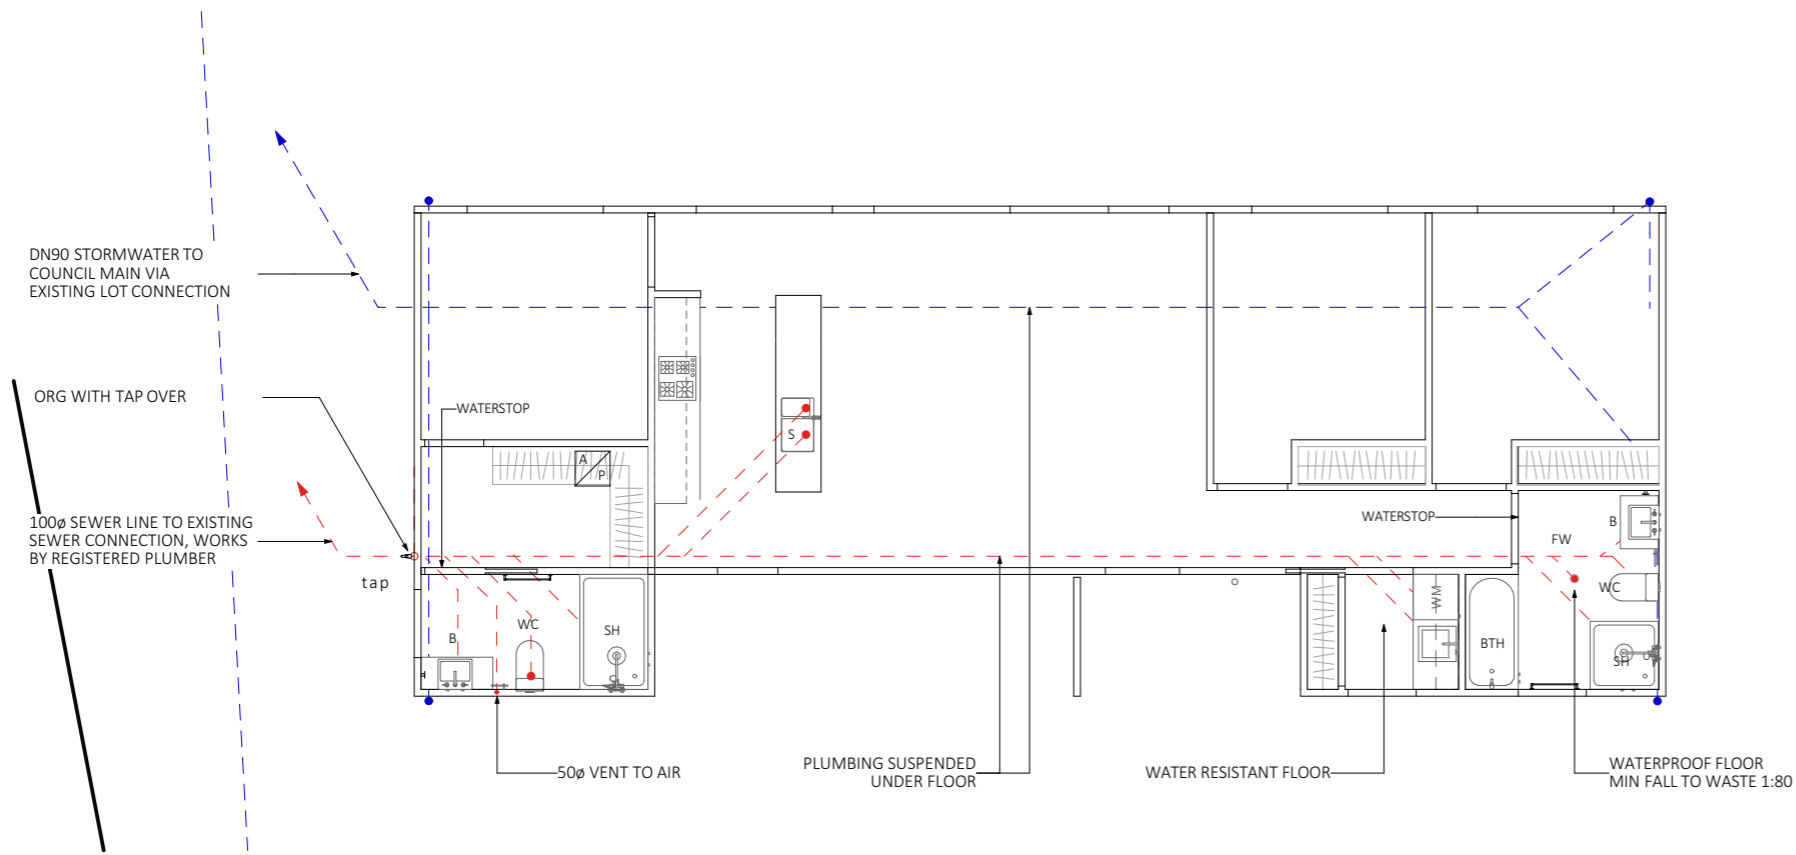 DN90 STORMWATER TO
COUNCIL MAIN VIA
EXISTING LOT CONNECTION
ORG WITH TAP OVER
WATERSTOP
S
A
P
100ø SEWER LINE TO EXISTING
SEWER CONNECTION, WORKS
BY REGISTERED PLUMBER
tap
WATERSTOP
B
FW
WC
B
WC
SH
WM
BTH
SH
50ø VENT TO AIR
PLUMBING SUSPENDED
UNDER FLOOR
WATER RESISTANT FLOOR
WATERPROOF FLOOR
MIN FALL TO WASTE 1:80